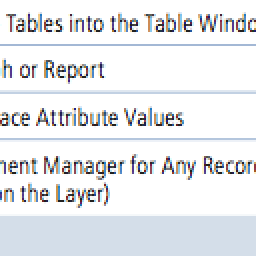 Tables into the Table Windo
h or Report
ace Attribute Values
nent Manager for Any Recor
on the Layer)